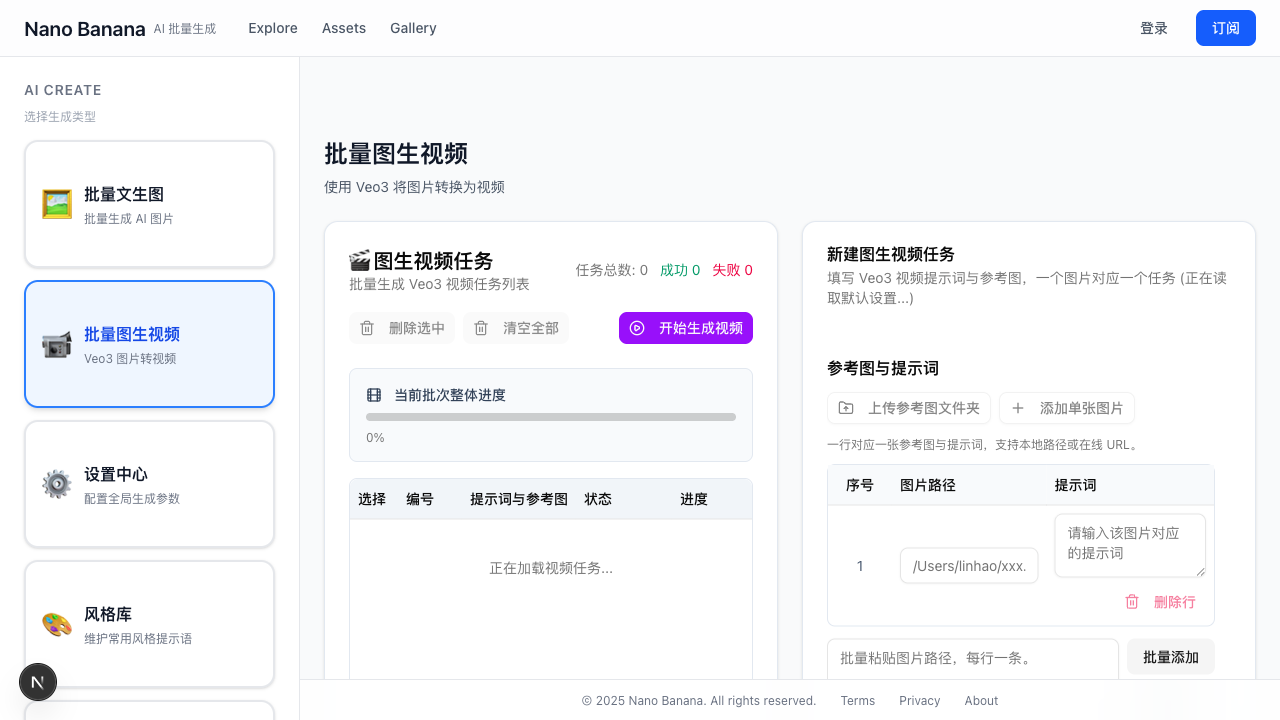 Nano Banana AI 批量生成 Explore Assets Gallery 登录 订阅
AI CREATE
选择生成类型
批量文生图
批量生成 AI 图片
批量图生视频
Veo3 图片转视频
设置中心
配置全局生成参数
风格库
维护常用风格提示语
N
批量图生视频
使用 Veo3 将图片转换为视频
图生视频任务
批量生成 Veo3 视频任务列表
任务总数: 0 成功 0 失败 0
删除选中 清空全部 开始生成视频
当前批次整体进度
0%
选择 编号 提示词与参考图 状态 进度
正在加载视频任务...
新建图生视频任务
填写 Veo3 视频提示词与参考图，一个图片对应一个任务 (正在读
取默认设置...)
参考图与提示词
上传参考图文件夹 添加单张图片
一行对应一张参考图与提示词，支持本地路径或在线 URL。
序号 图片路径 提示词
1 /Users/linhao/xxx. 请输入该图片对应
的提示词
删除行
批量粘贴图片路径，每行一条。 批量添加
© 2025 Nano Banana. All rights reserved. Terms Privacy About